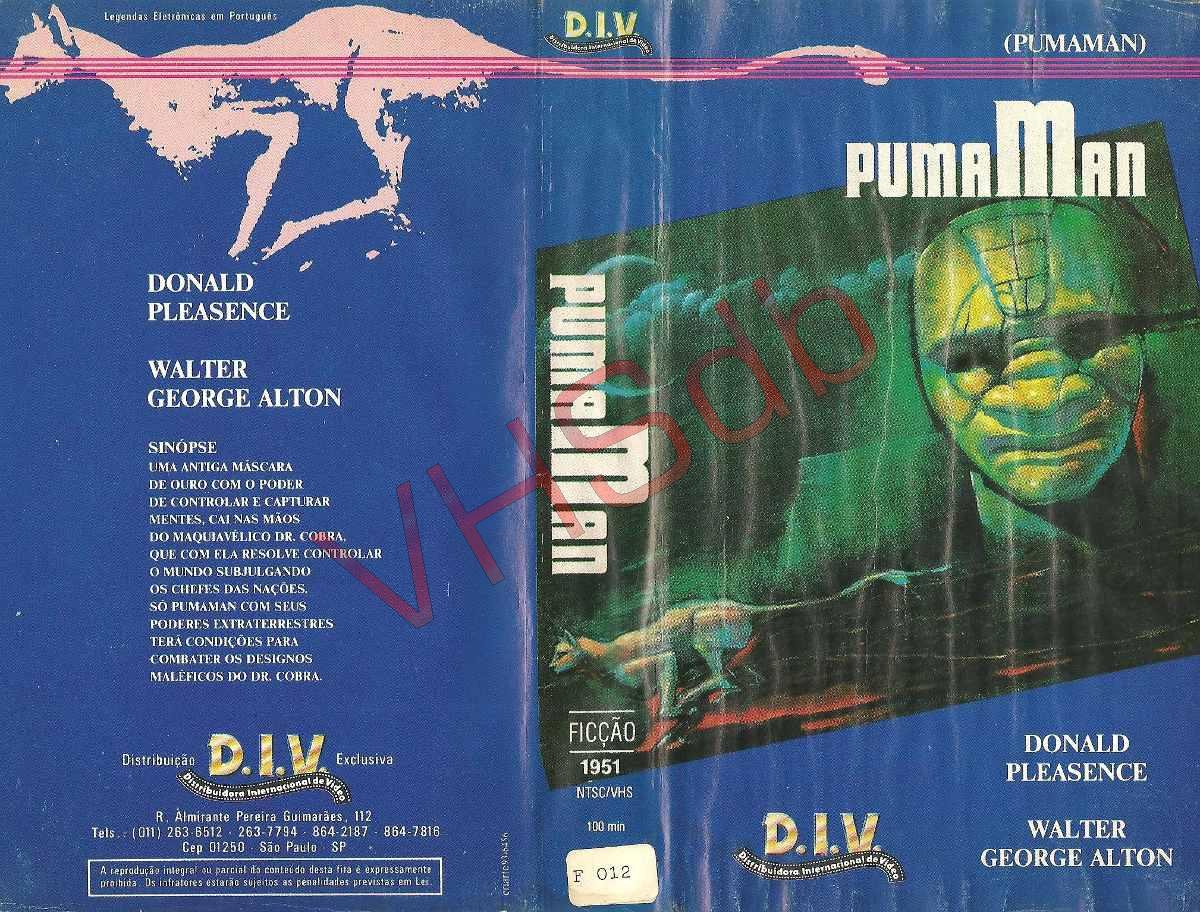 Legendas Eletrônicas em Português
DONALD
PLEASENCE
WALTER
GEORGE ALTON
SINÓPSE
UMA ANTIGA MÁSCARA
DE OURO COM O PODER
DE CONTROLAR E CAPTURAR
MENTES, CAI NAS MÃOS
DO MAQUIAVÉLICO DR. COBRA,
QUE COM ELA RESOLVE CONTROLAR
O MUNDO SUBJULGANDO
OS CHEFES DAS NAÇÕES.
SÓ PUMAMAN COM SEUS
PODERES EXTRATERRESTRES
TERÁ CONDIÇÕES PARA
COMBATER OS DESIGNOS
MALÉFICOS DO DR. COBRA.
Distribuição D.I.V. Exclusiva
Distribuidora Internacional de Vídeo
R. Almirante Pereira Guimarães, 112
Tels.: (011) 263-6512 - 263-7794 - 864-2187 - 864-7816
Cep 01250 - São Paulo - SP
A reprodução integral ou parcial do conteúdo desta fita é expressamente
proibida. Os infratores estarão sujeitos as penalidades previstas em Lei.
D.I.V.
Distribuidora Internacional de Vídeo
PUMAMAN
FICÇÃO
1951
NTSC/VHS
100 min
F 012
(PUMAMAN)
PUMAMAN
DONALD
PLEASENCE
WALTER
GEORGE ALTON
D.I.V.
Distribuidora Internacional de Vídeo
VHSdb